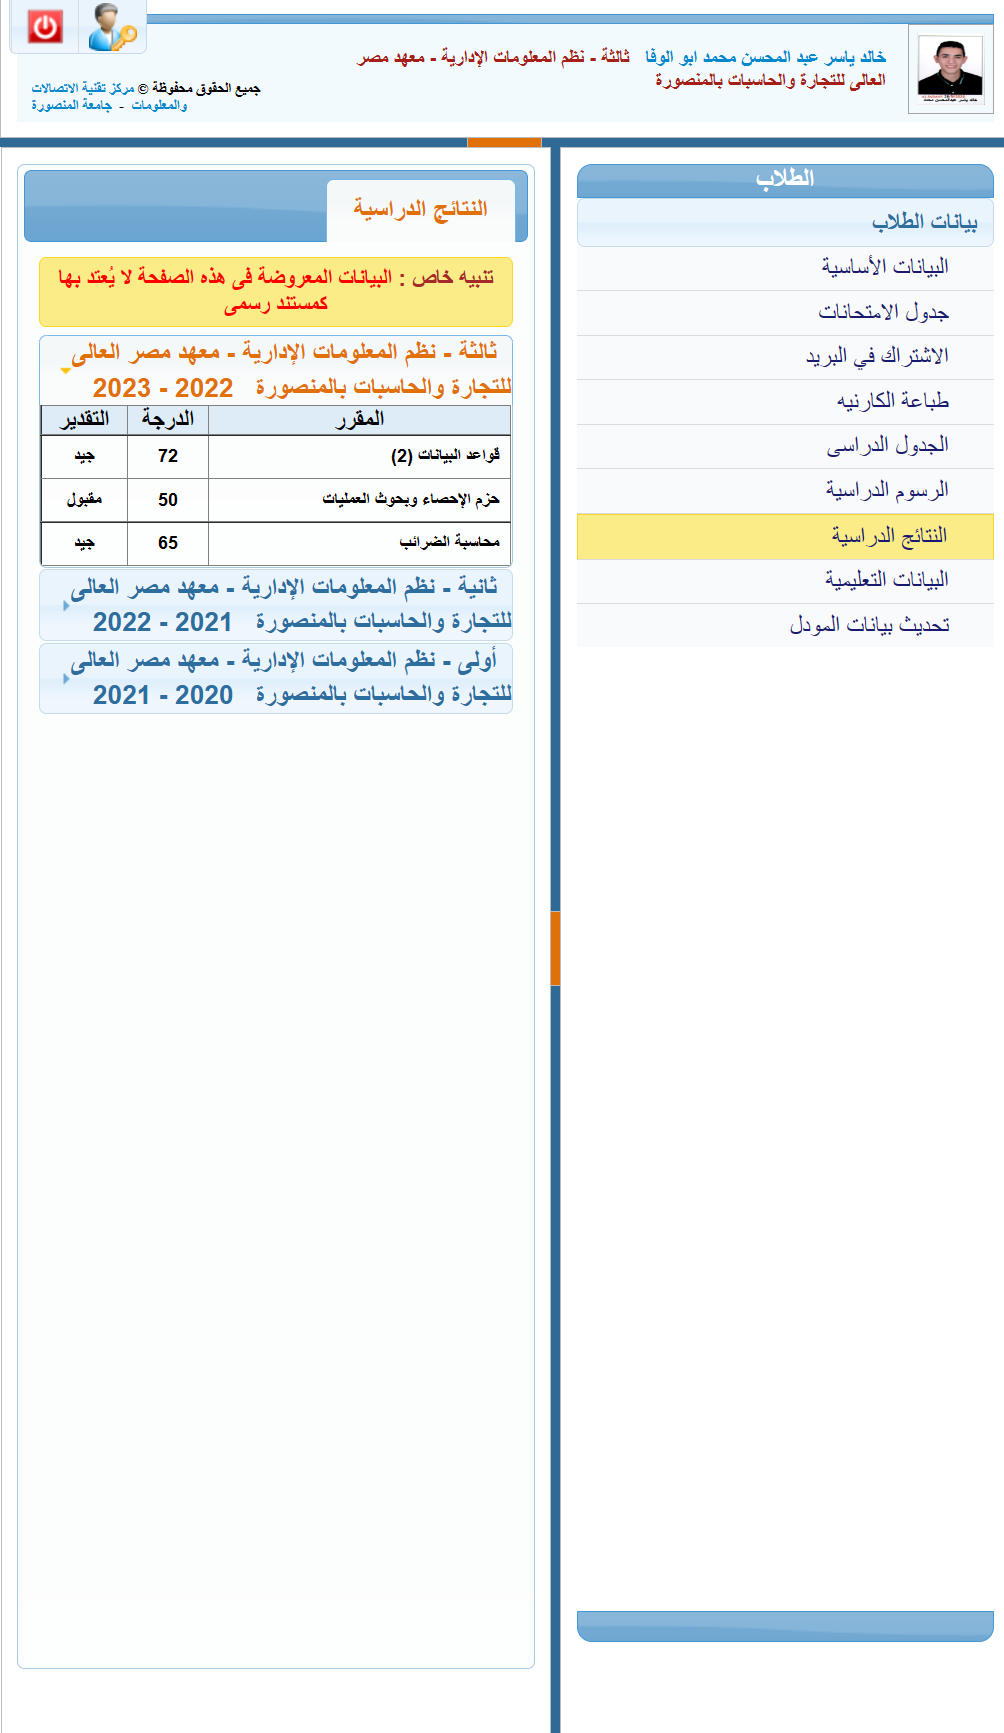 خالد ياسر عبد المحسن محمد ابو الوفا   ثالثة - نظم المعلومات الإدارية - معهد مصر
العالى للتجارة والحاسبات بالمنصورة
جميع الحقوق محفوظة © مركز تقنية الاتصالات
والمعلومات - جامعة المنصورة
الطلاب
بيانات الطلاب
البيانات الأساسية
جدول الامتحانات
الاشتراك في البريد
طباعة الكارنيه
الجدول الدراسى
الرسوم الدراسية
النتائج الدراسية
البيانات التعليمية
تحديث بيانات المودل
النتائج الدراسية
تنبيه خاص : البيانات المعروضة فى هذه الصفحة لا يُعتد بها
كمستند رسمى
ثالثة - نظم المعلومات الإدارية - معهد مصر العالى
للتجارة والحاسبات بالمنصورة   2022 - 2023
المقرر الدرجة التقدير
قواعد البيانات (2) 72 جيد
حزم الإحصاء وبحوث العمليات 50 مقبول
محاسبة الضرائب 65 جيد
ثانية - نظم المعلومات الإدارية - معهد مصر العالى
للتجارة والحاسبات بالمنصورة   2021 - 2022
أولى - نظم المعلومات الإدارية - معهد مصر العالى
للتجارة والحاسبات بالمنصورة   2020 - 2021